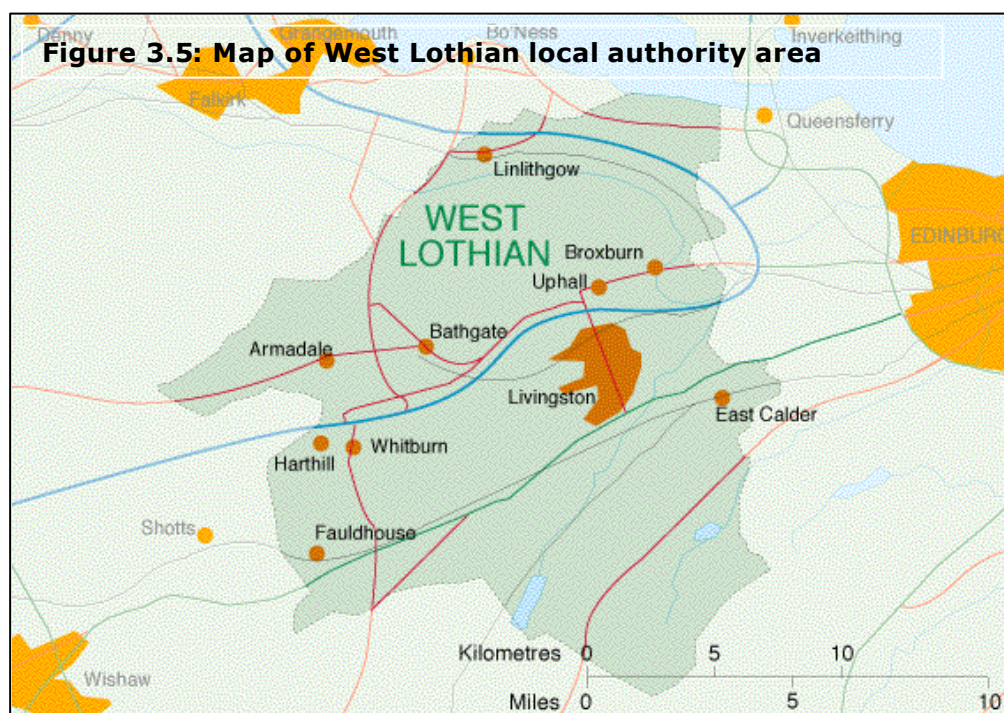 Denny
Grangemouth
Bo'Ness
Inverkeithing
Figure 3.5: Map of West Lothian local authority area
Falkirk
Queensferry
Linlithgow
WEST
LOTHIAN
EDINBURG
Broxburn
Uphall
Bathgate
Armadale
Livingston
East Calder
Harthill
Whitburn
Shotts
Fauldhouse
Kilometres 0 5 10
Wishaw
Miles 0 5 10